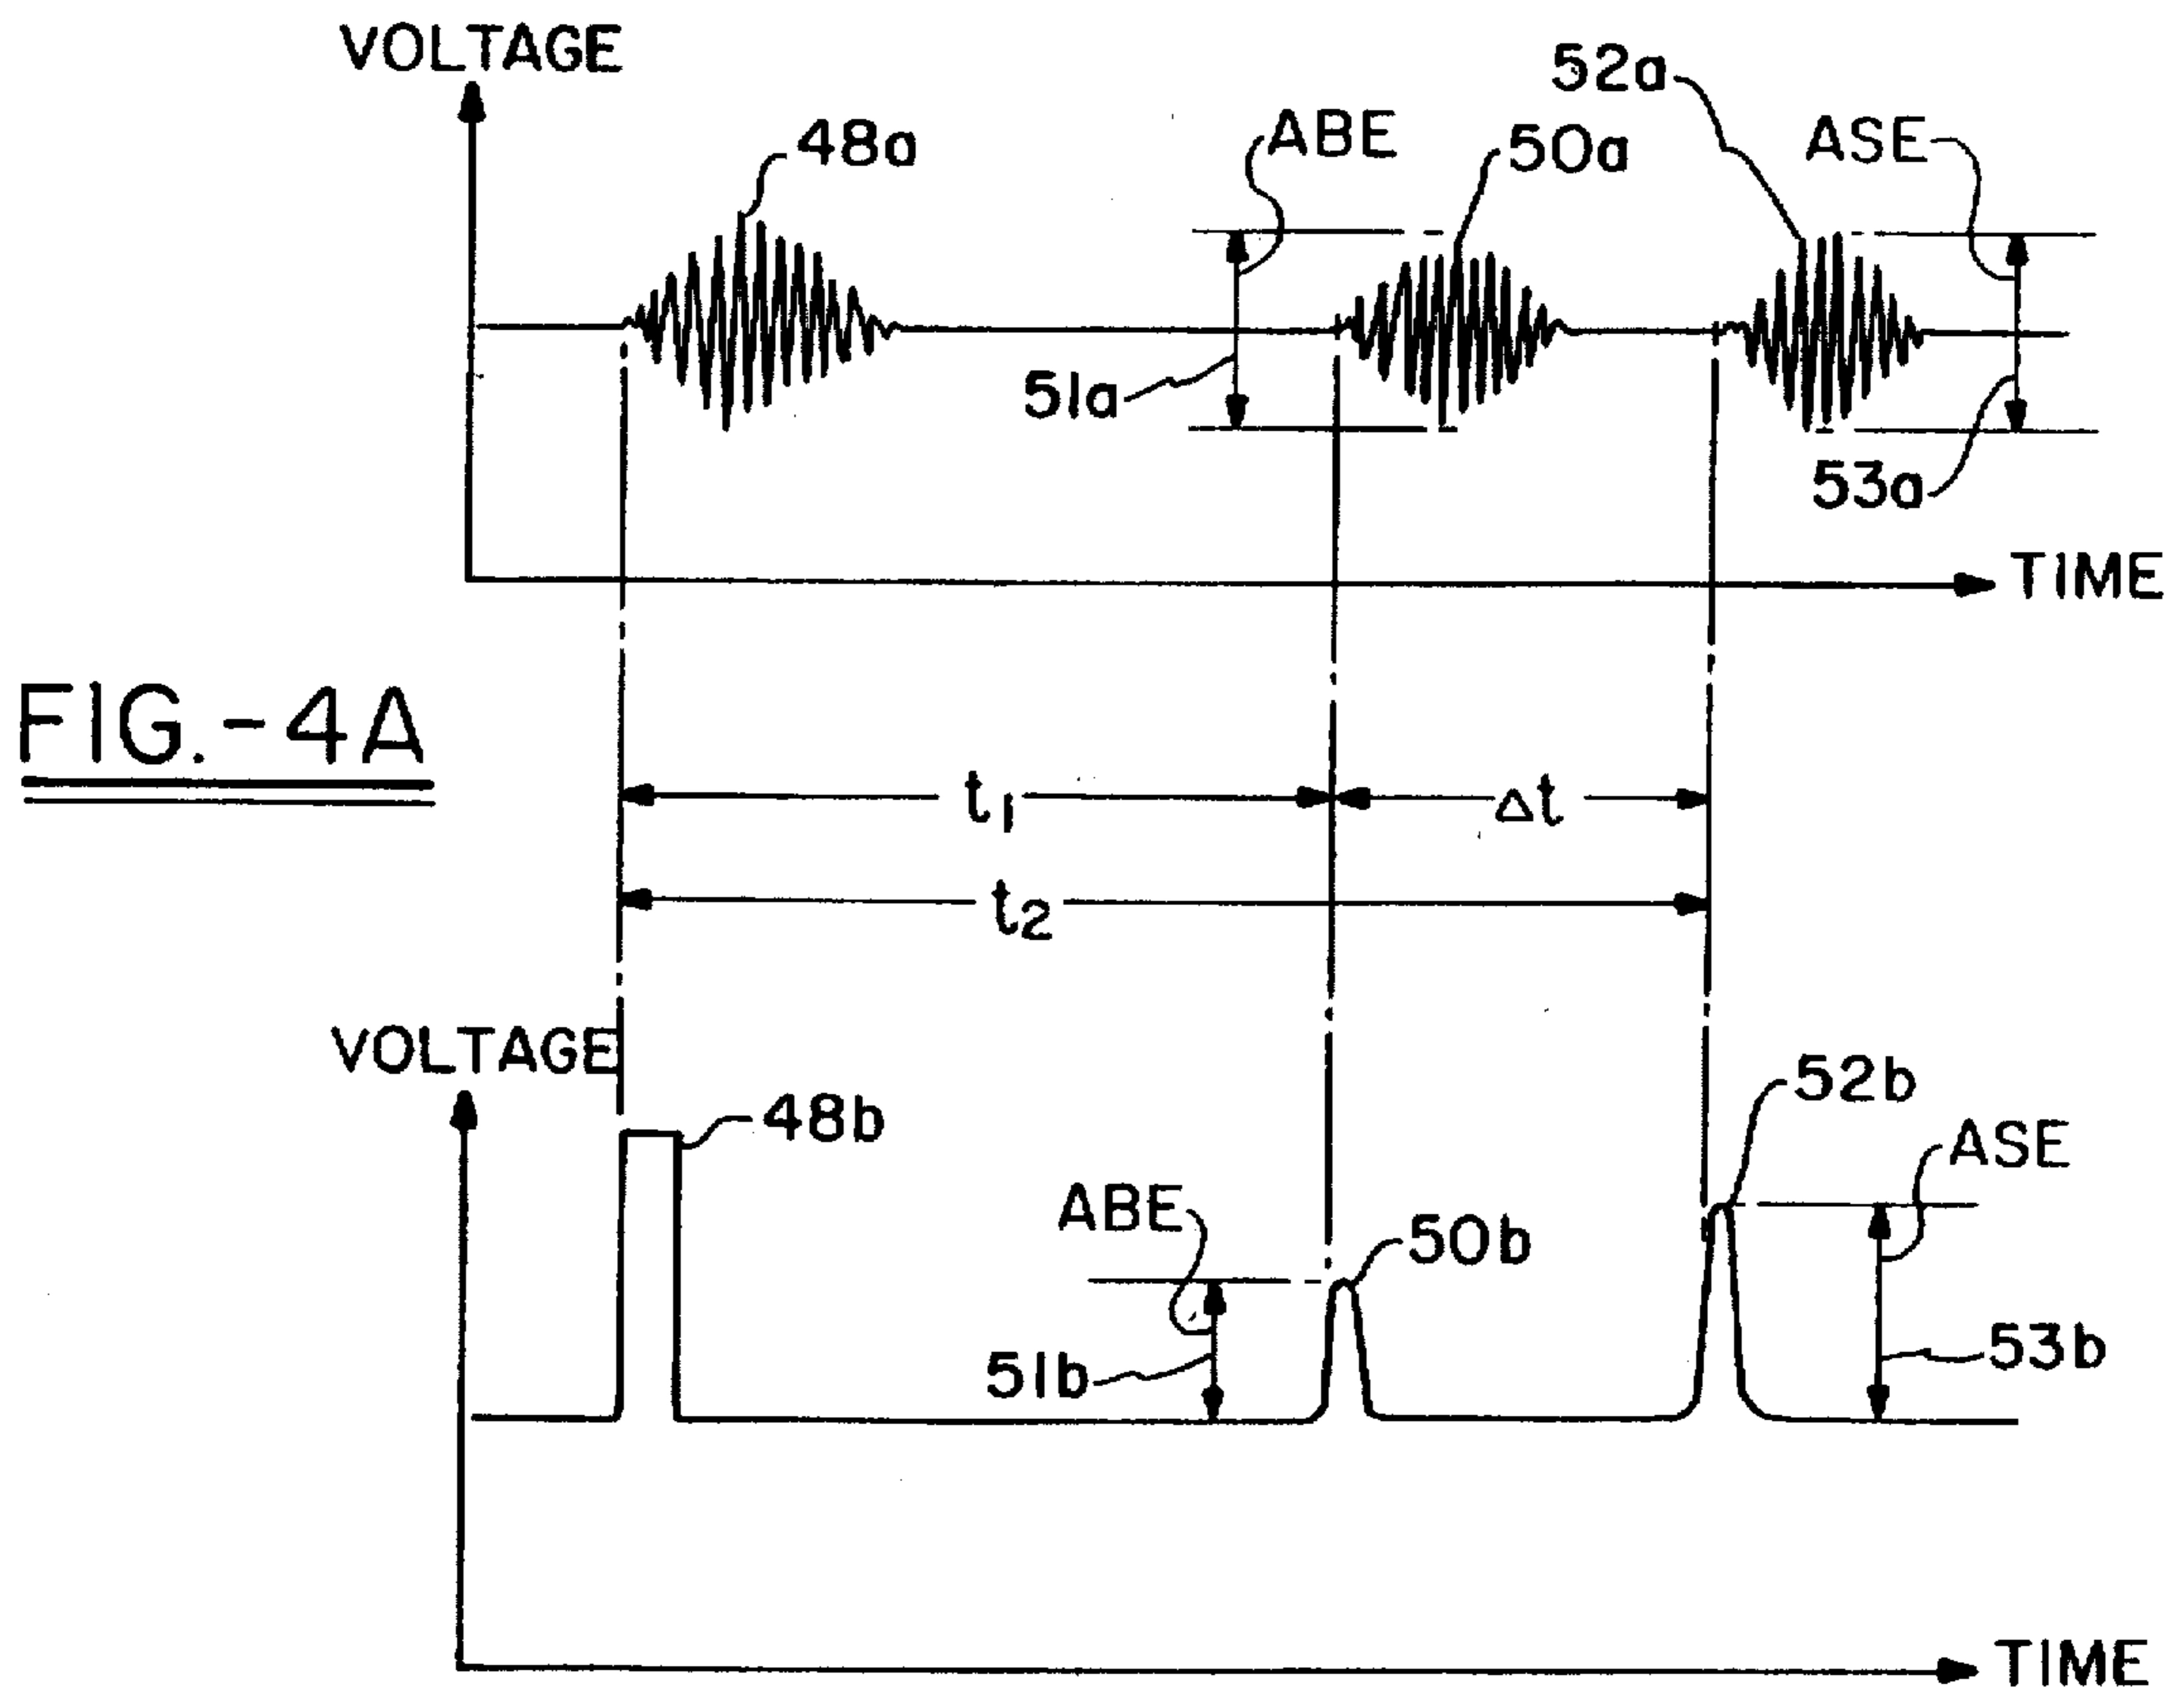 VOLTAGE
52a
48a
ABE
50a
ASE
51a
53a
TIME
FIG.-4A
t1
Δt
t2
VOLTAGE
48b
52b
ASE
ABE
50b
51b
53b
TIME